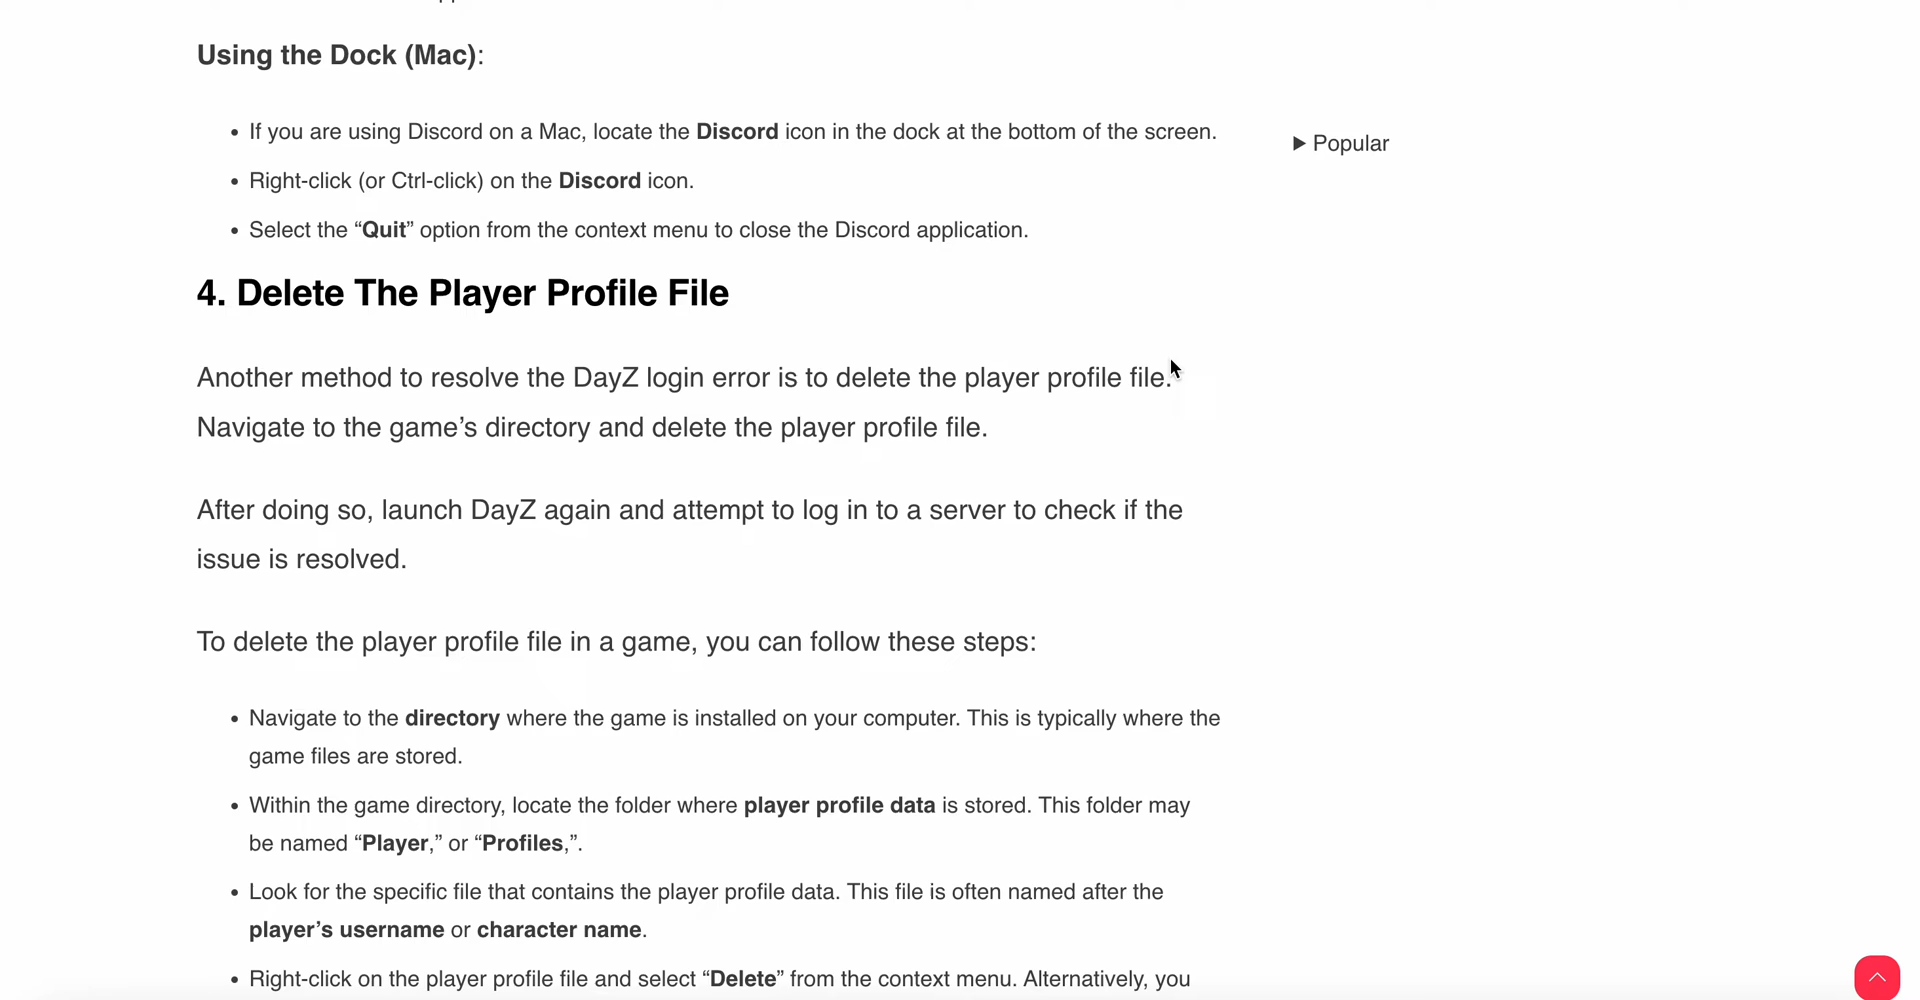 Using the Dock (Mac):
• If you are using Discord on a Mac, locate the Discord icon in the dock at the bottom of the screen.
▶ Popular
• Right-click (or Ctrl-click) on the Discord icon.
• Select the “Quit” option from the context menu to close the Discord application.
4. Delete The Player Profile File
Another method to resolve the DayZ login error is to delete the player profile file.
Navigate to the game’s directory and delete the player profile file.
After doing so, launch DayZ again and attempt to log in to a server to check if the
issue is resolved.
To delete the player profile file in a game, you can follow these steps:
• Navigate to the directory where the game is installed on your computer. This is typically where the
game files are stored.
• Within the game directory, locate the folder where player profile data is stored. This folder may
be named “Player,” or “Profiles,”.
• Look for the specific file that contains the player profile data. This file is often named after the
player’s username or character name.
• Right-click on the player profile file and select “Delete” from the context menu. Alternatively, you